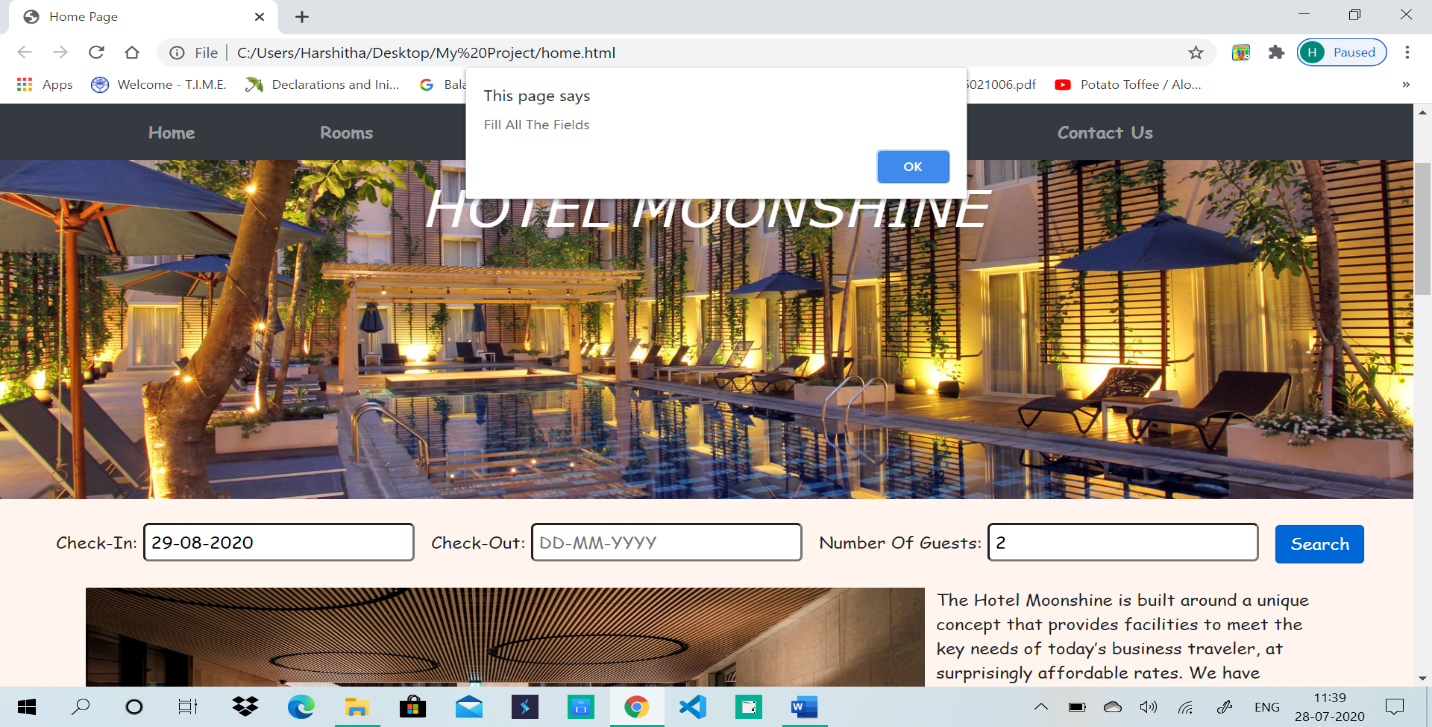 Home Page
File | C:/Users/Harshitha/Desktop/My%20Project/home.html
H Paused
Apps Welcome - T.I.M.E. Declarations and Ini... Bala 5021006.pdf Potato Toffee / Alo... »
This page says
Fill All The Fields
OK
Home Rooms Contact Us
HOTEL MOONSHINE
Check-In: 29-08-2020 Check-Out: DD-MM-YYYY Number Of Guests: 2 Search
The Hotel Moonshine is built around a unique
concept that provides facilities to meet the
key needs of today's business traveler, at
surprisingly affordable rates. We have
ENG
11:39
28-07-2020